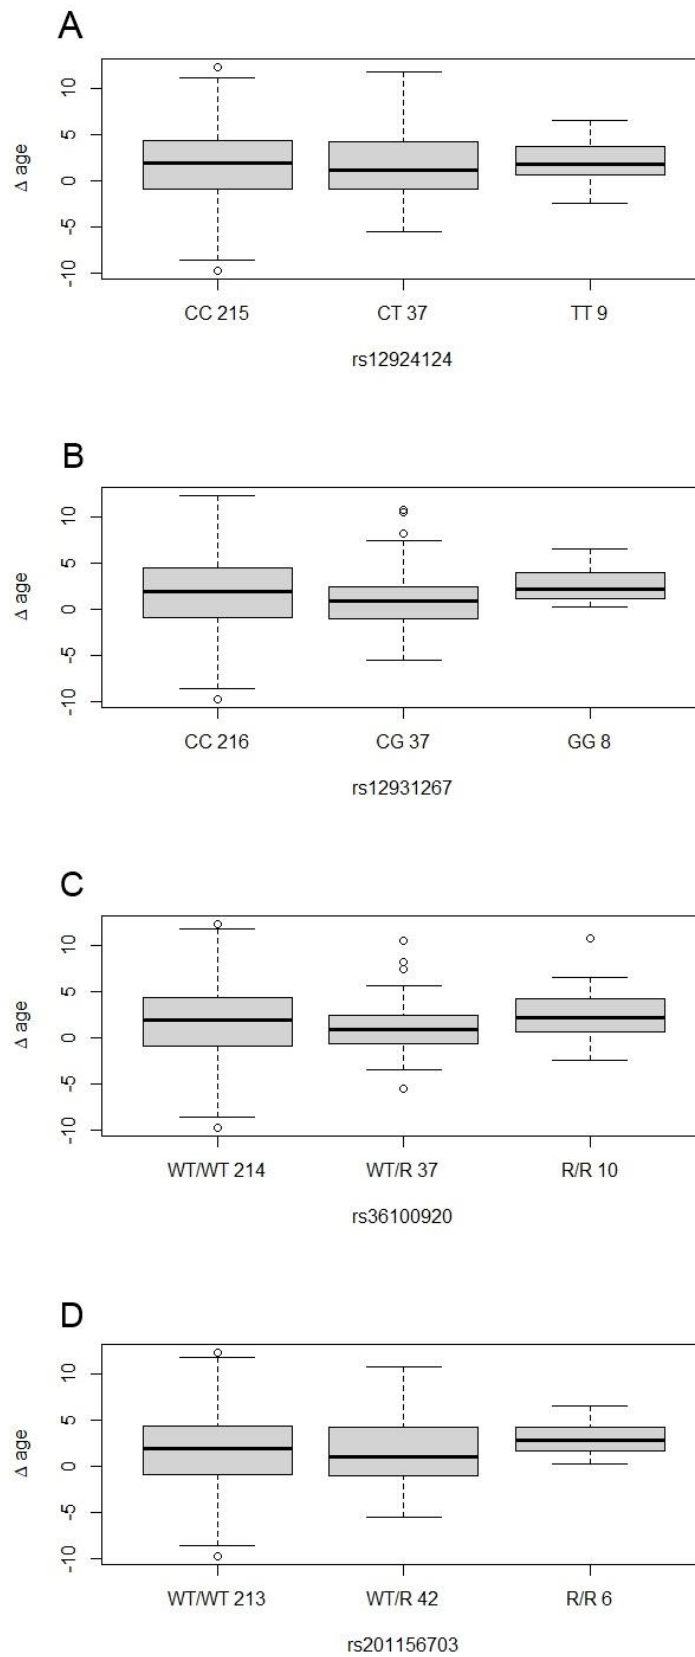 A
Δ age
10
5
0
-5
-10
CC 215 CT 37 TT 9
rs12924124
B
Δ age
10
5
0
-5
-10
CC 216 CG 37 GG 8
rs12931267
C
Δ age
10
5
0
-5
-10
WT/WT 214 WT/R 37 R/R 10
rs36100920
D
Δ age
10
5
0
-5
-10
WT/WT 213 WT/R 42 R/R 6
rs201156703